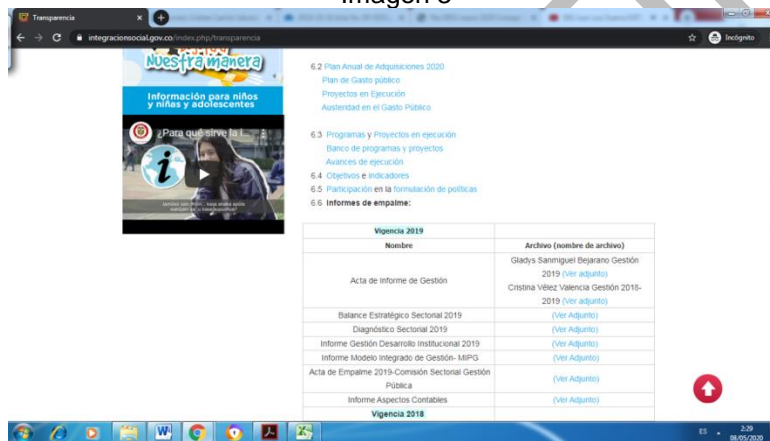 Imagen 3
Transparencia
integracionsocial.gov.co/index.php/transparencia
Incógnito
Nuestra manera
Información para niños
y niñas y adolescentes
¿Para qué sirve la i...
6.2 Plan Anual de Adquisiciones 2020
Plan de Gasto público
Proyectos en Ejecución
Austeridad en el Gasto Público
6.3 Programas y Proyectos en ejecución
Banco de programas y proyectos
Avances de ejecución
6.4 Objetivos e indicadores
6.5 Participación en la formulación de políticas
6.6 Informes de empalme:
Vigencia 2019
Nombre Archivo (nombre de archivo)
Acta de Informe de Gestión
Gladys Sanmiguel Bejarano Gestión
2019 (Ver adjunto)
Cristina Vélez Valencia Gestión 2018-
2019 (Ver adjunto)
Balance Estratégico Sectorial 2019 (Ver Adjunto)
Diagnóstico Sectorial 2019 (Ver Adjunto)
Informe Gestión Desarrollo Institucional 2019 (Ver Adjunto)
Informe Modelo Integrado de Gestión- MIPG (Ver Adjunto)
Acta de Empalme 2019-Comisión Sectorial Gestión
Pública (Ver Adjunto)
Informe Aspectos Contables (Ver Adjunto)
Vigencia 2018
ES
2:29
08/05/2020